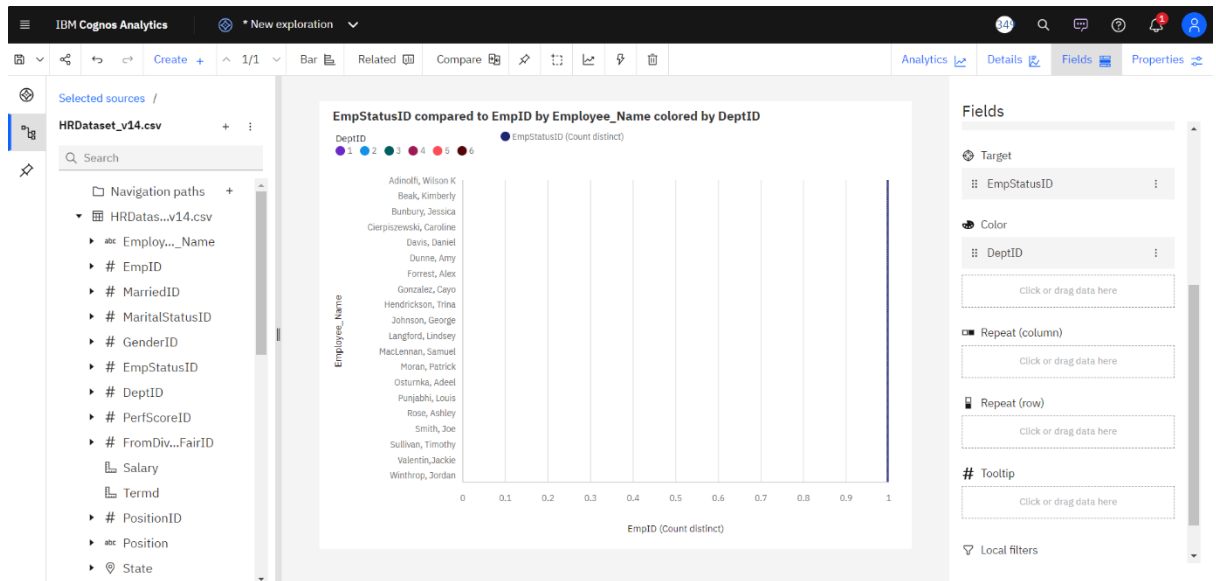 IBM Cognos Analytics
* New exploration
349
1
Create +
1/1
Bar
Related
Compare
Analytics
Details
Fields
Properties
Selected sources /
HRDataset_v14.csv
Search
Navigation paths +
HRDatas...v14.csv
abc Employ..._Name
# EmpID
# MarriedID
# MaritalStatusID
# GenderID
# EmpStatusID
# DeptID
# PerfScoreID
# FromDiv...FairID
Salary
Termd
# PositionID
abc Position
State
EmpStatusID compared to EmpID by Employee_Name colored by DeptID
DeptID
1 2 3 4 5 6
EmpStatusID (Count distinct)
Employee_Name
Adinolfi, Wilson K
Beak, Kimberly
Bunbury, Jessica
Cierpiszewski, Caroline
Davis, Daniel
Dunne, Amy
Forrest, Alex
Gonzalez, Cayo
Hendrickson, Trina
Johnson, George
Langford, Lindsey
MacLennan, Samuel
Moran, Patrick
Osturnka, Adeel
Punjabhi, Louis
Rose, Ashley
Smith, Joe
Sullivan, Timothy
Valentin,Jackie
Winthrop, Jordan
0 0.1 0.2 0.3 0.4 0.5 0.6 0.7 0.8 0.9 1
EmpID (Count distinct)
Fields
Target
EmpStatusID
Color
DeptID
Click or drag data here
Repeat (column)
Click or drag data here
Repeat (row)
Click or drag data here
# Tooltip
Click or drag data here
Local filters